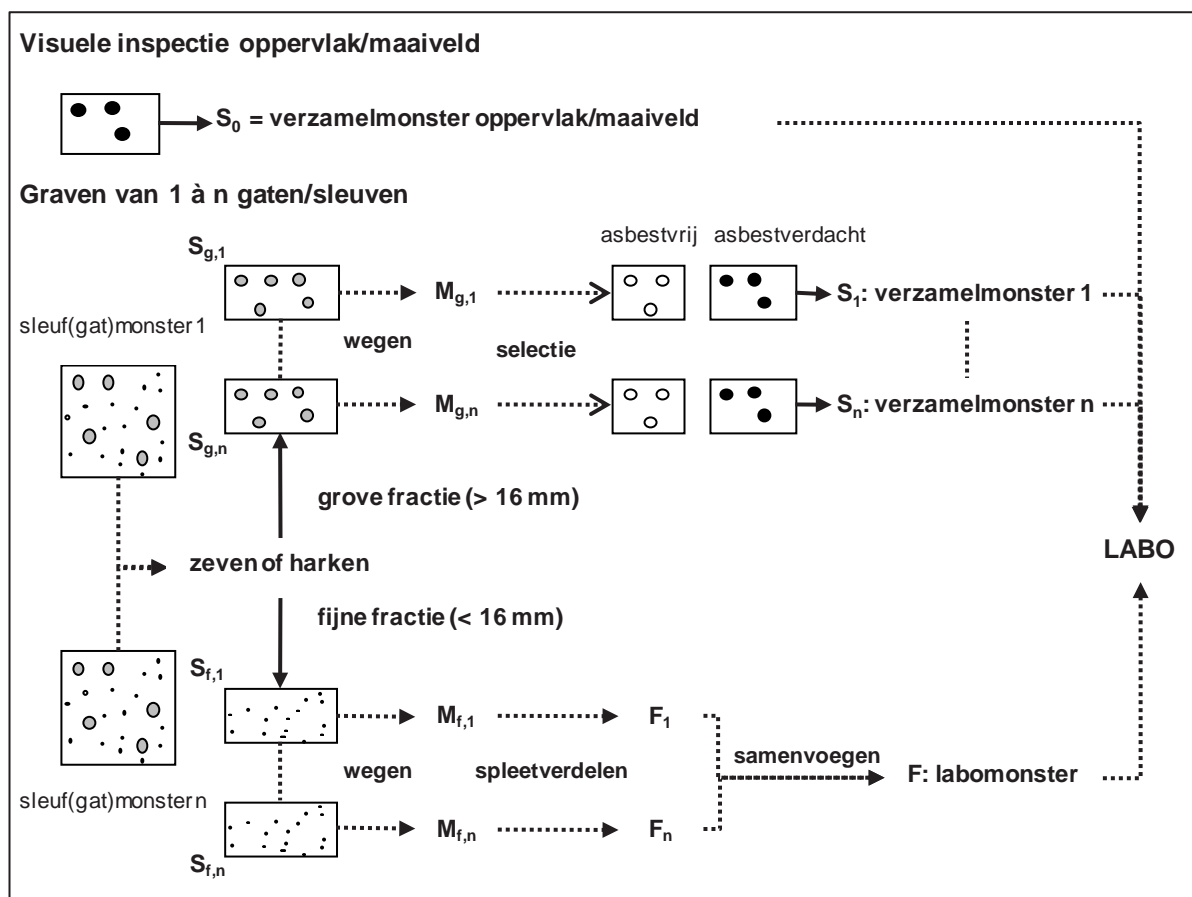 Visuele inspectie oppervlak/maaiveld
S0 = verzamelmonster oppervlak/maaiveld
Graven van 1 à n gaten/sleuven
Sg,1
asbestvrij
asbestverdacht
Mg,1
S1: verzamelmonster 1
sleuf(gat)monster 1
wegen
selectie
Sg,n
Mg,n
Sn: verzamelmonster n
grove fractie (> 16 mm)
LABO
zeven of harken
fijne fractie (< 16 mm)
Sf,1
Mf,1
F1
wegen
spleetverdelen
samenvoegen
F: labomonster
sleuf(gat)monster n
Sf,n
Mf,n
Fn